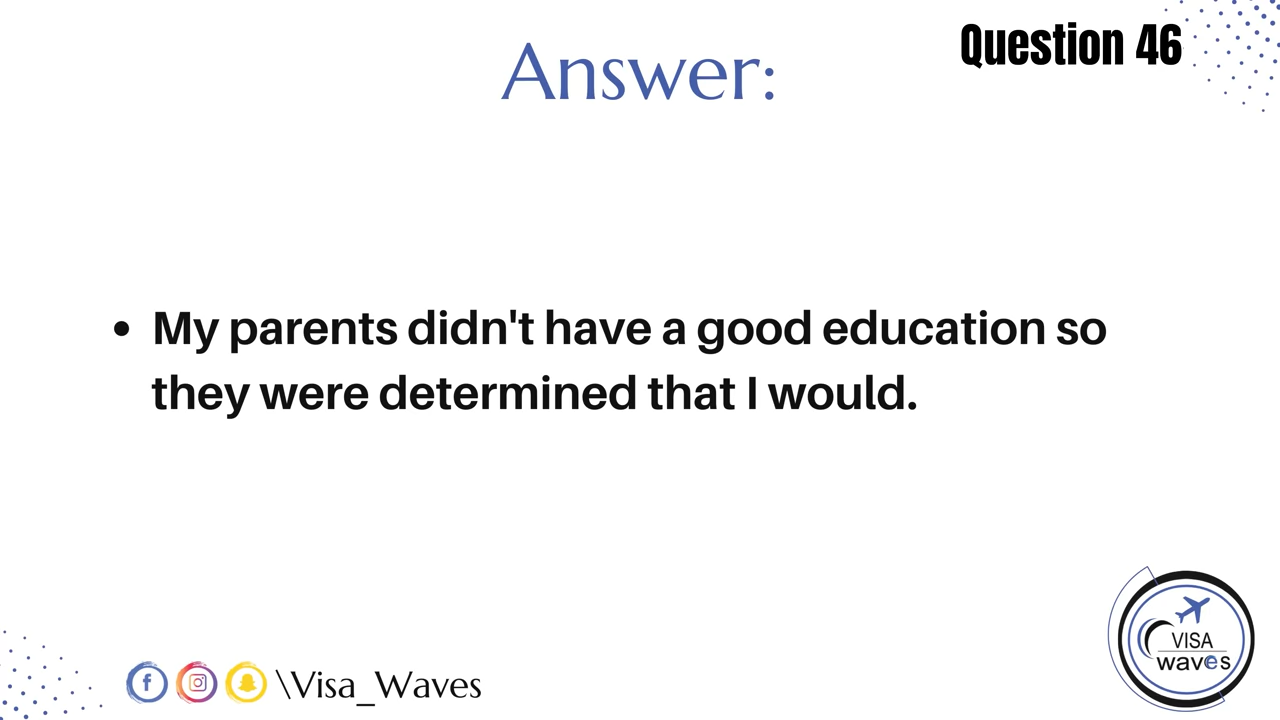 Question 46
Answer:
• My parents didn't have a good education so
they were determined that I would.
\Visa_Waves
VISA
waves